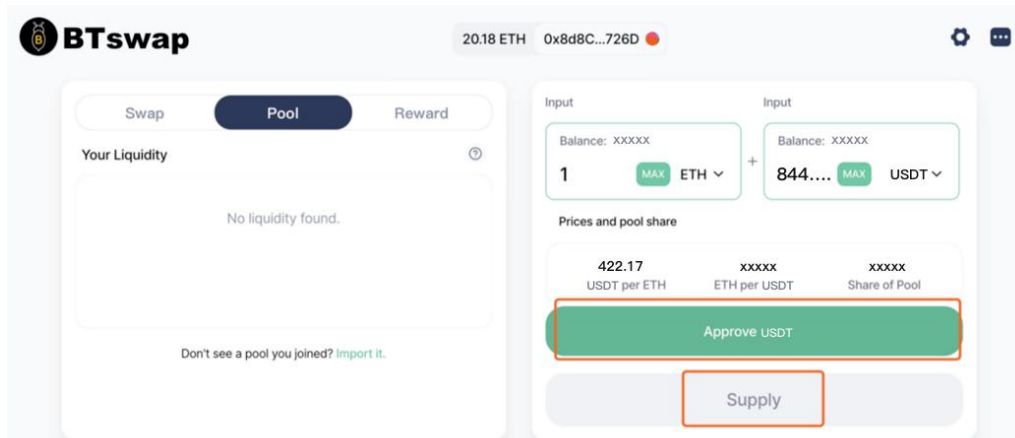 BTswap
20.18 ETH 0x8d8C...726D
Swap Pool Reward
Your Liquidity
No liquidity found.
Don't see a pool you joined? Import it.
Input Input
Balance: XXXXX Balance: XXXXX
1 MAX ETH + 844.... MAX USDT
Prices and pool share
422.17 xxxxx xxxxx
USDT per ETH ETH per USDT Share of Pool
Approve USDT
Supply